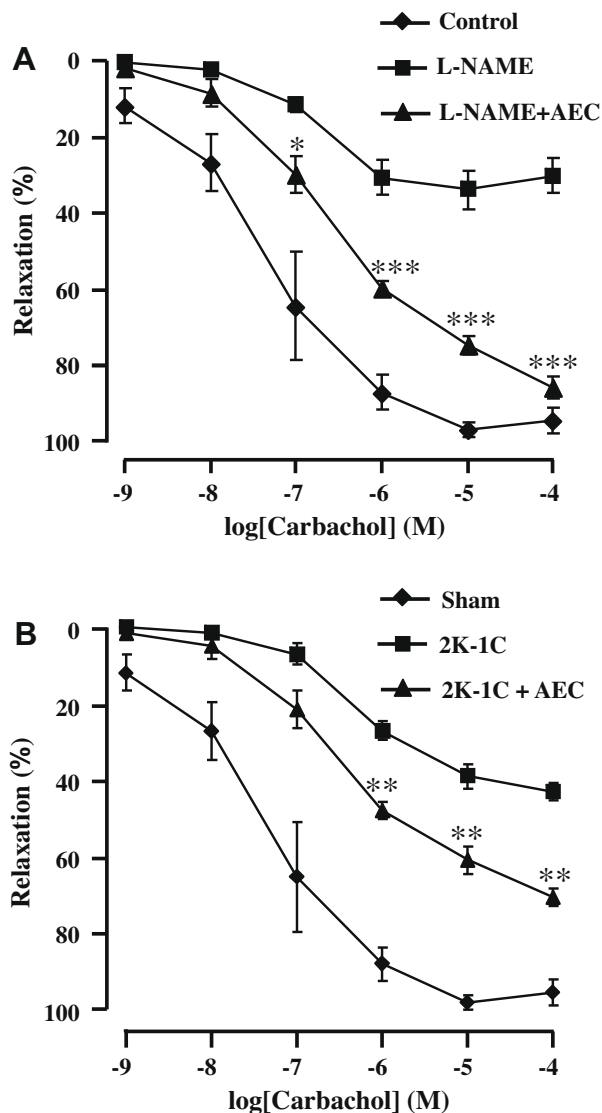 A
Control
L-NAME
L-NAME+AEC
Relaxation (%)
0
20
40
60
80
100
*
***
***
***
-9 -8 -7 -6 -5 -4
log[Carbachol] (M)
B
Sham
2K-1C
2K-1C + AEC
Relaxation (%)
0
20
40
60
80
100
**
**
**
-9 -8 -7 -6 -5 -4
log[Carbachol] (M)